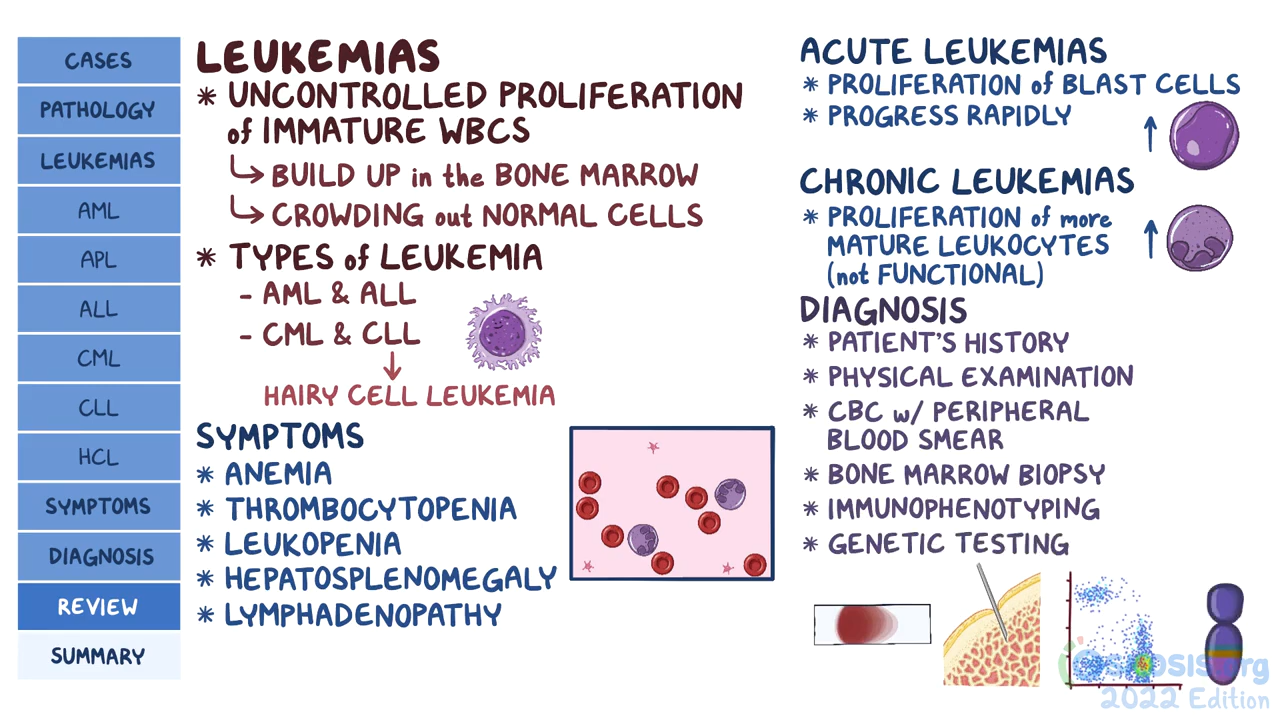 CASES
PATHOLOGY
LEUKEMIAS
AML
APL
ALL
CML
CLL
HCL
SYMPTOMS
DIAGNOSIS
REVIEW
SUMMARY
LEUKEMIAS
* UNCONTROLLED PROLIFERATION
of IMMATURE WBCS
↳ BUILD UP in the BONE MARROW
↳ CROWDING out NORMAL CELLS
* TYPES of LEUKEMIA
- AML & ALL
- CML & CLL
↓
HAIRY CELL LEUKEMIA
SYMPTOMS
* ANEMIA
* THROMBOCYTOPENIA
* LEUKOPENIA
* HEPATOSPLENOMEGALY
* LYMPHADENOPATHY
ACUTE LEUKEMIAS
* PROLIFERATION of BLAST CELLS
* PROGRESS RAPIDLY
CHRONIC LEUKEMIAS
* PROLIFERATION of more
MATURE LEUKOCYTES
(not FUNCTIONAL)
DIAGNOSIS
* PATIENT'S HISTORY
* PHYSICAL EXAMINATION
* CBC w/ PERIPHERAL
BLOOD SMEAR
* BONE MARROW BIOPSY
* IMMUNOPHENOTYPING
* GENETIC TESTING
OSMOSIS.org
2022 Edition